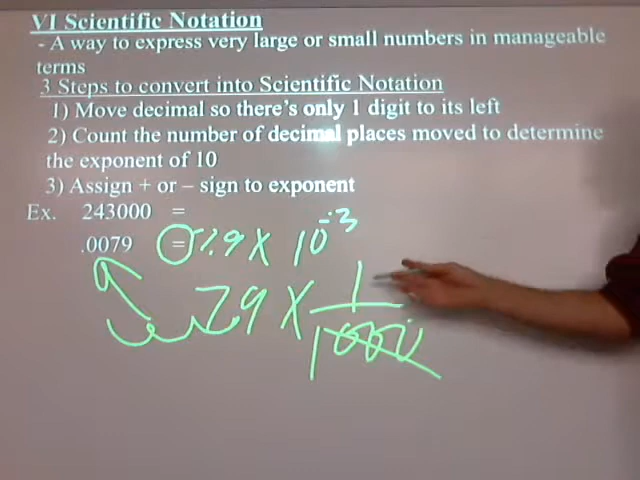 VI Scientific Notation
- A way to express very large or small numbers in manageable
terms
3 Steps to convert into Scientific Notation
1) Move decimal so there's only 1 digit to its left
2) Count the number of decimal places moved to determine
the exponent of 10
3) Assign + or – sign to exponent
Ex. 243000 =
.0079 = 7.9 X 10^-3
7.9 X 1/1000